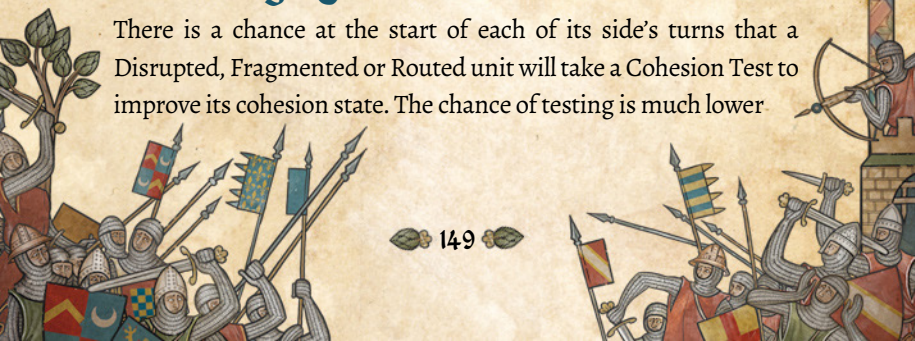 There is a chance at the start of each of its side's turns that a
Disrupted, Fragmented or Routed unit will take a Cohesion Test to
improve its cohesion state. The chance of testing is much lower
149